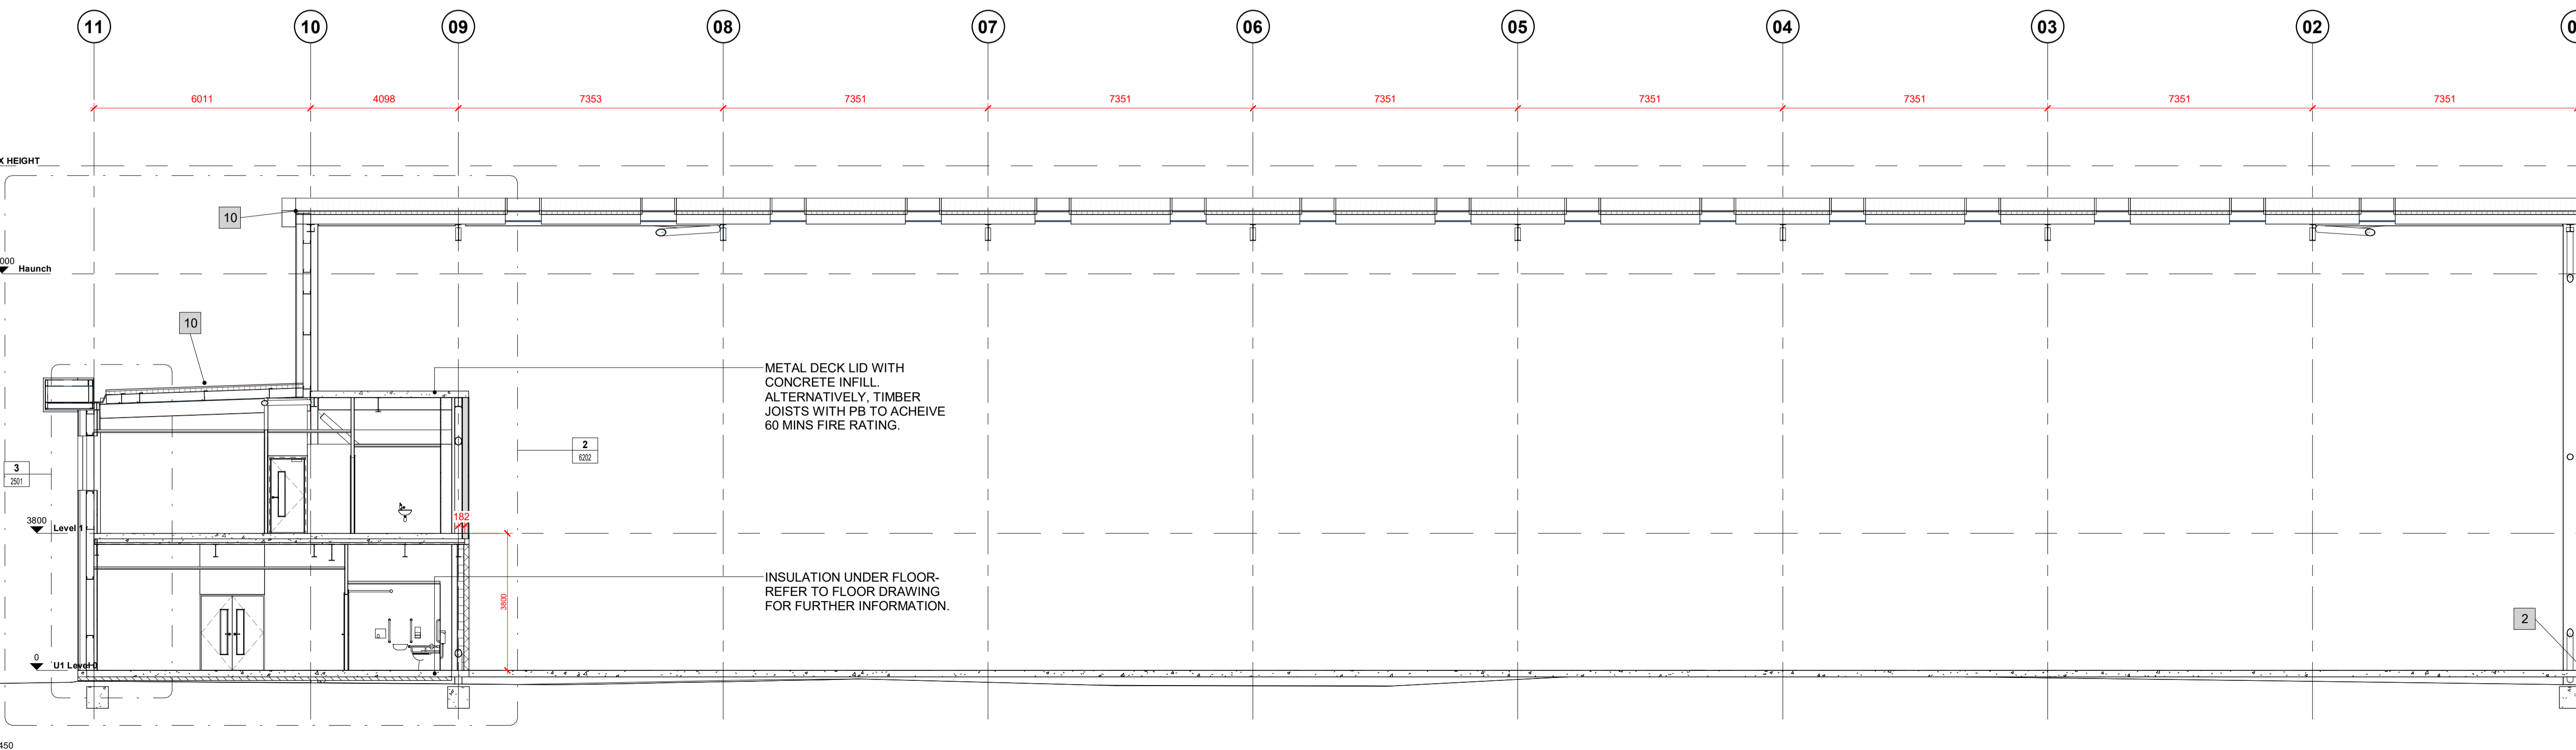 11
10
09
08
07
06
05
04
03
02
6011
4098
7353
7351
7351
7351
7351
7351
7351
7351
X HEIGHT
10
000
Haunch
10
METAL DECK LID WITH
CONCRETE INFILL.
ALTERNATIVELY, TIMBER
JOISTS WITH PB TO ACHEIVE
60 MINS FIRE RATING.
2
6202
3
2501
182
3800
Level 1
3800
INSULATION UNDER FLOOR-
REFER TO FLOOR DRAWING
FOR FURTHER INFORMATION.
2
0
U1 Level 0
450